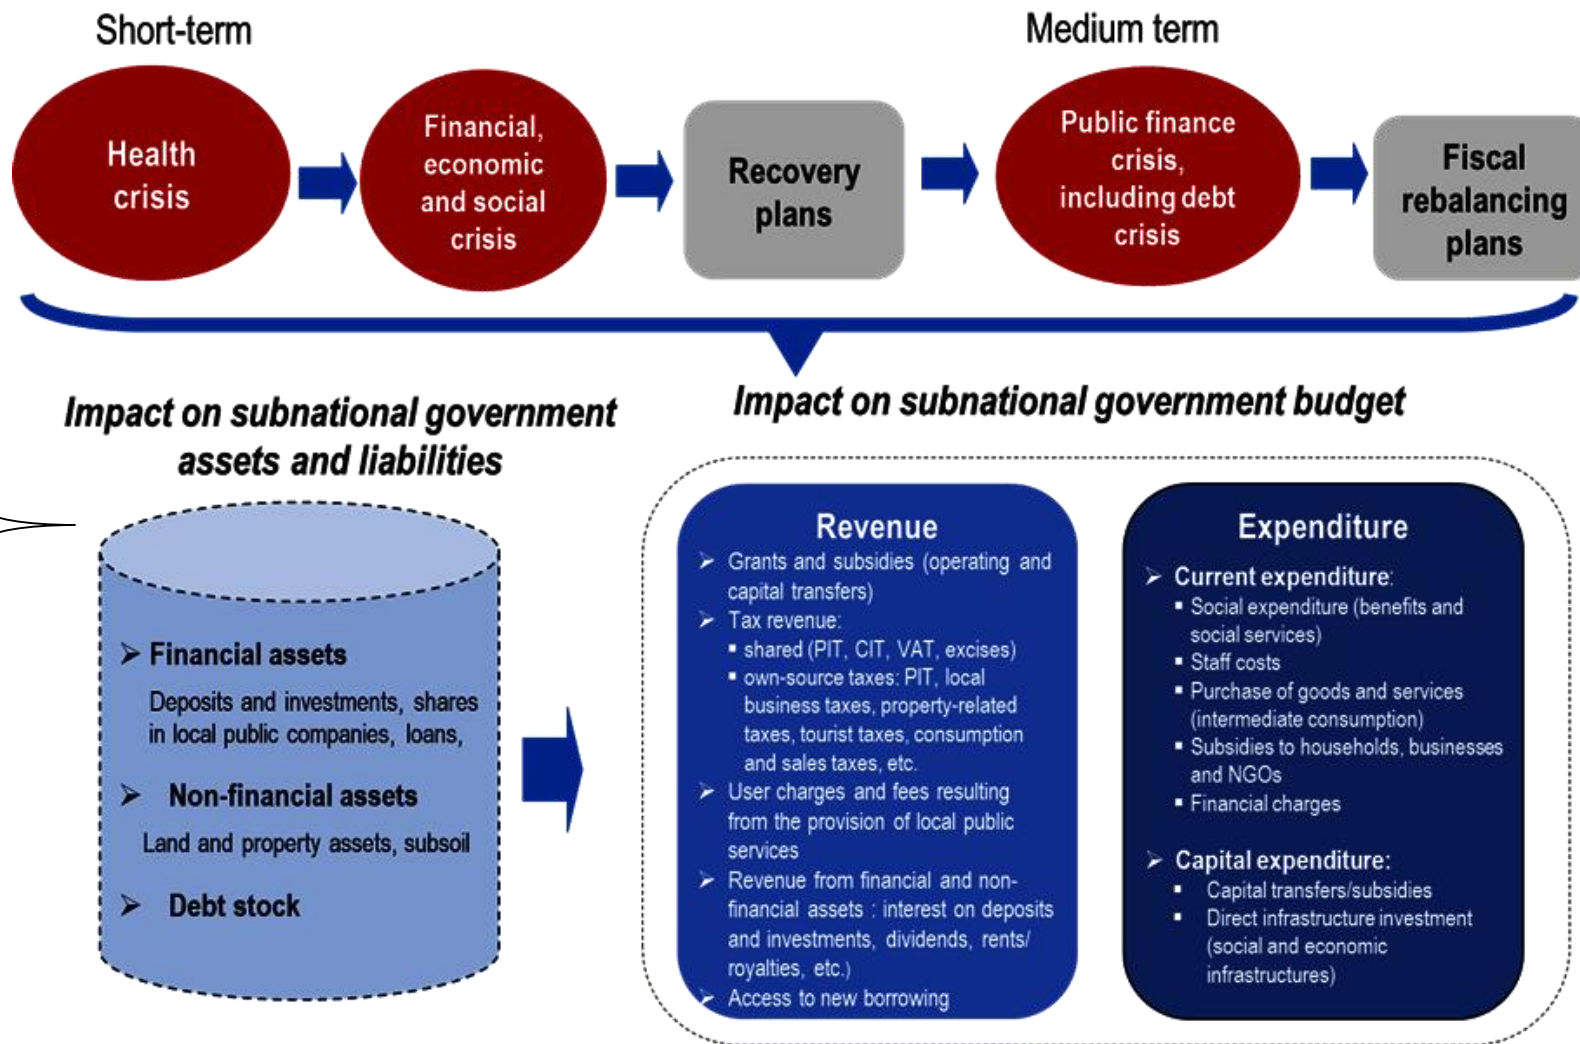 Short-term
Medium term
Health
crisis
Financial,
economic
and social
crisis
Recovery
plans
Public finance
crisis,
including debt
crisis
Fiscal
rebalancing
plans
Impact on subnational government
assets and liabilities
Impact on subnational government budget
➢ Financial assets
Deposits and investments, shares
in local public companies, loans,
➢ Non-financial assets
Land and property assets, subsoil
➢ Debt stock
Revenue
➢ Grants and subsidies (operating and
capital transfers)
➢ Tax revenue:
▪ shared (PIT, CIT, VAT, excises)
▪ own-source taxes: PIT, local
business taxes, property-related
taxes, tourist taxes, consumption
and sales taxes, etc.
➢ User charges and fees resulting
from the provision of local public
services
➢ Revenue from financial and non-
financial assets : interest on deposits
and investments, dividends, rents/
royalties, etc.)
➢ Access to new borrowing
Expenditure
➢ Current expenditure:
▪ Social expenditure (benefits and
social services)
▪ Staff costs
▪ Purchase of goods and services
(intermediate consumption)
▪ Subsidies to households, businesses
and NGOs
▪ Financial charges
➢ Capital expenditure:
▪ Capital transfers/subsidies
▪ Direct infrastructure investment
(social and economic
infrastructures)